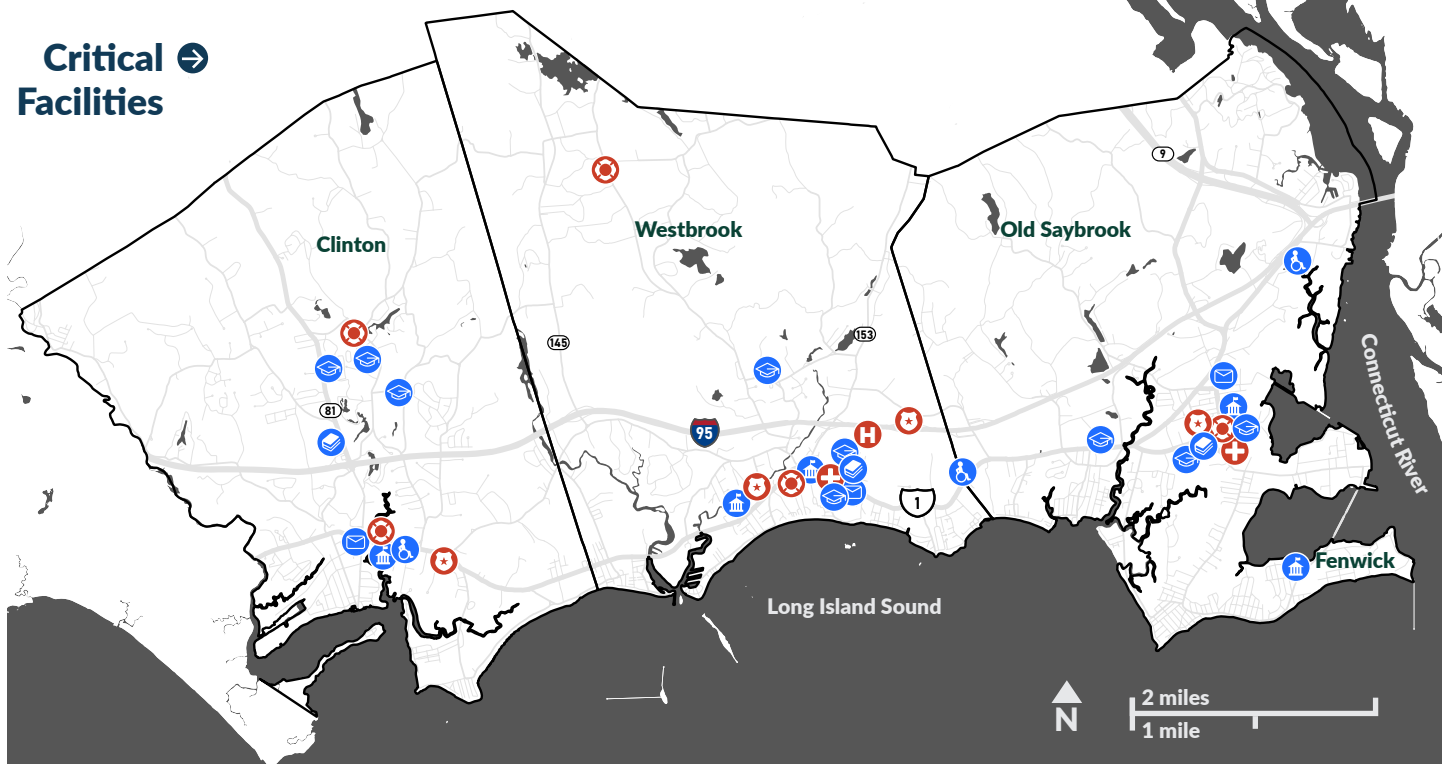 Critical
Facilities
9
Westbrook
Old Saybrook
Clinton
153
145
81
H
95
1
Connecticut River
Fenwick
Long Island Sound
2 miles
N
1 mile